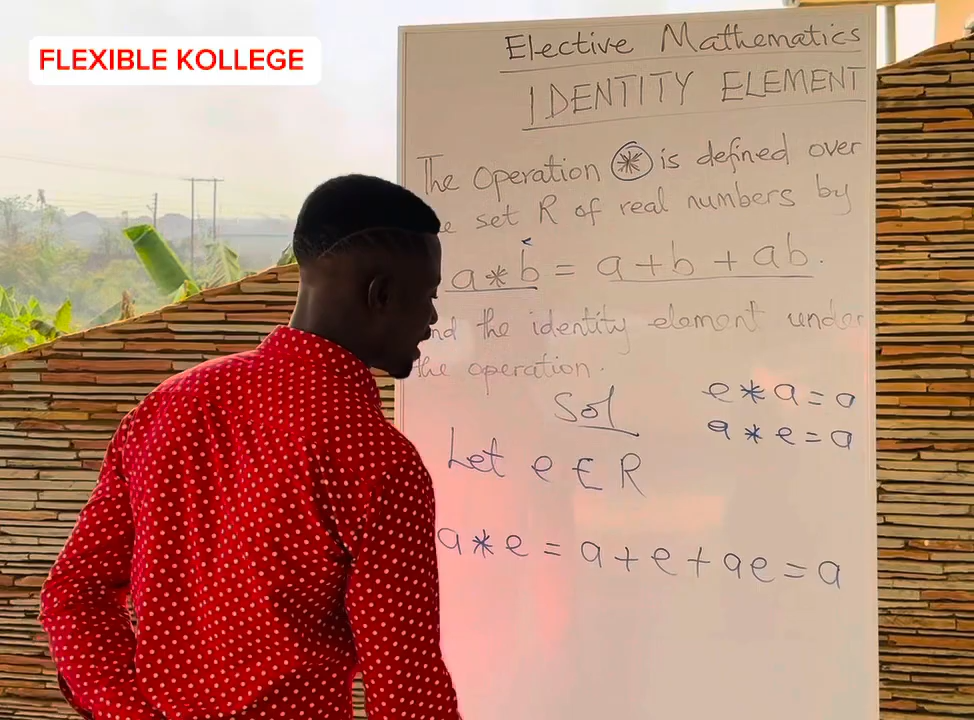 FLEXIBLE KOLLEGE
Elective Mathematics
IDENTITY ELEMENT
The operation ⊛ is defined over
set R of real numbers by
a * b = a + b + ab.
the identity element under
the operation.
Sol
e * a = a
a * e = a
Let e ∈ R
a * e = a + e + ae = a